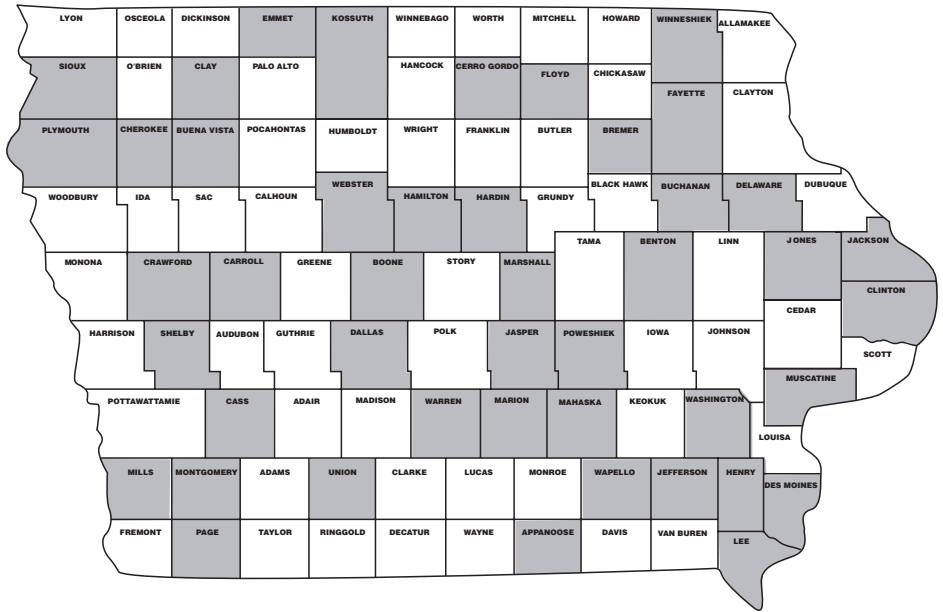 LYON OSCEOLA DICKINSON EMMET KOSSUTH WINNEBAGO WORTH MITCHELL HOWARD WINNESHIEK ALLAMAKEE
SIOUX O'BRIEN CLAY PALO ALTO HANCOCK CERRO GORDO FLOYD CHICKASAW FAYETTE CLAYTON
PLYMOUTH CHEROKEE BUENA VISTA POCAHONTAS HUMBOLDT WRIGHT FRANKLIN BUTLER BREMER
WOODBURY IDA SAC CALHOUN WEBSTER HAMILTON HARDIN GRUNDY BLACK HAWK BUCHANAN DELAWARE DUBUQUE
TAMA BENTON LINN JONES JACKSON
MONONA CRAWFORD CARROLL GREENE BOONE STORY MARSHALL
CLINTON
CEDAR
HARRISON SHELBY AUDUBON GUTHRIE DALLAS POLK JASPER POWESHIEK IOWA JOHNSON
SCOTT
MUSCATINE
POTTAWATTAMIE CASS ADAIR MADISON WARREN MARION MAHASKA KEOKUK WASHINGTON
LOUISA
MILLS MONTGOMERY ADAMS UNION CLARKE LUCAS MONROE WAPELLO JEFFERSON HENRY
DES MOINES
FREMONT PAGE TAYLOR RINGGOLD DECATUR WAYNE APPANOOSE DAVIS VAN BUREN
LEE